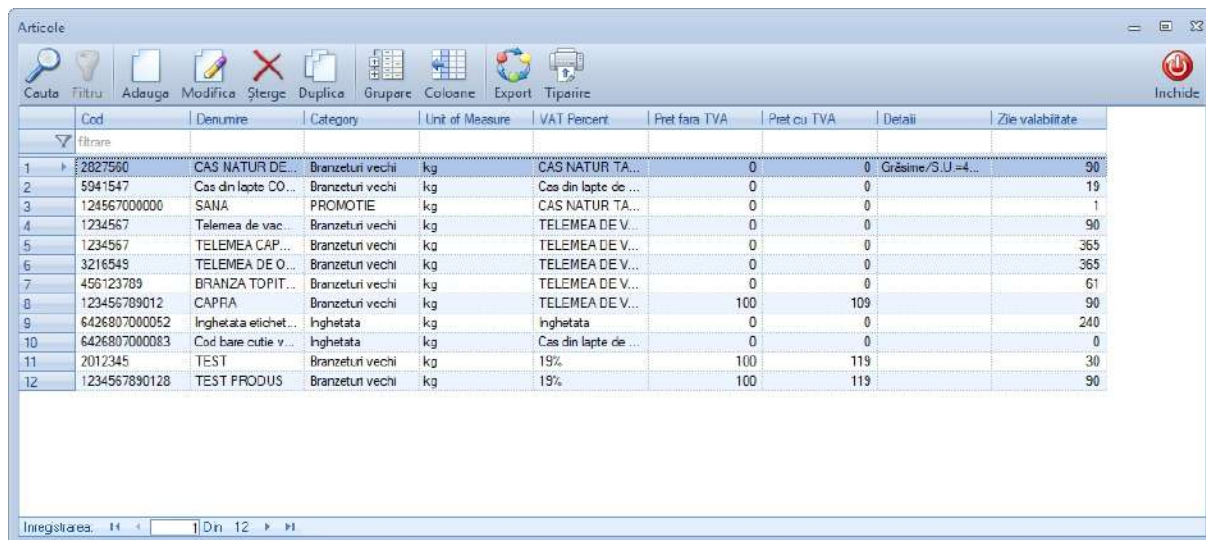 Articole
Cauta Filtru Adauga Modifica Șterge Duplica Grupare Coloane Export Tiparire Inchide
Cod Denumire Category Unit of Measure VAT Percent Pret fara TVA Pret cu TVA Detalii Zile valabilitate
filtrare
1 2827560 CAS NATUR DE... Branzeturi vechi kg CAS NATUR TA... 0 0 Grăsime/S.U.=4... 90
2 5941547 Cas din lapte CO... Branzeturi vechi kg Cas din lapte de ... 0 0 19
3 124567000000 SANA PROMOTIE kg CAS NATUR TA... 0 0 1
4 1234567 Telemea de vac... Branzeturi vechi kg TELEMEA DE V... 0 0 90
5 1234567 TELEMEA CAP... Branzeturi vechi kg TELEMEA DE V... 0 0 365
6 3216549 TELEMEA DE O... Branzeturi vechi kg TELEMEA DE V... 0 0 365
7 456123789 BRANZA TOPIT... Branzeturi vechi kg TELEMEA DE V... 0 0 61
8 123456789012 CAPRA Branzeturi vechi kg TELEMEA DE V... 100 109 90
9 6426807000052 Inghetata etichet... Inghetata kg Inghetata 0 0 240
10 6426807000083 Cod bare cutie v... Inghetata kg Cas din lapte de ... 0 0 0
11 2012345 TEST Branzeturi vechi kg 19% 100 119 30
12 1234567890128 TEST PRODUS Branzeturi vechi kg 19% 100 119 90
Inregistrarea: 1 Din 12